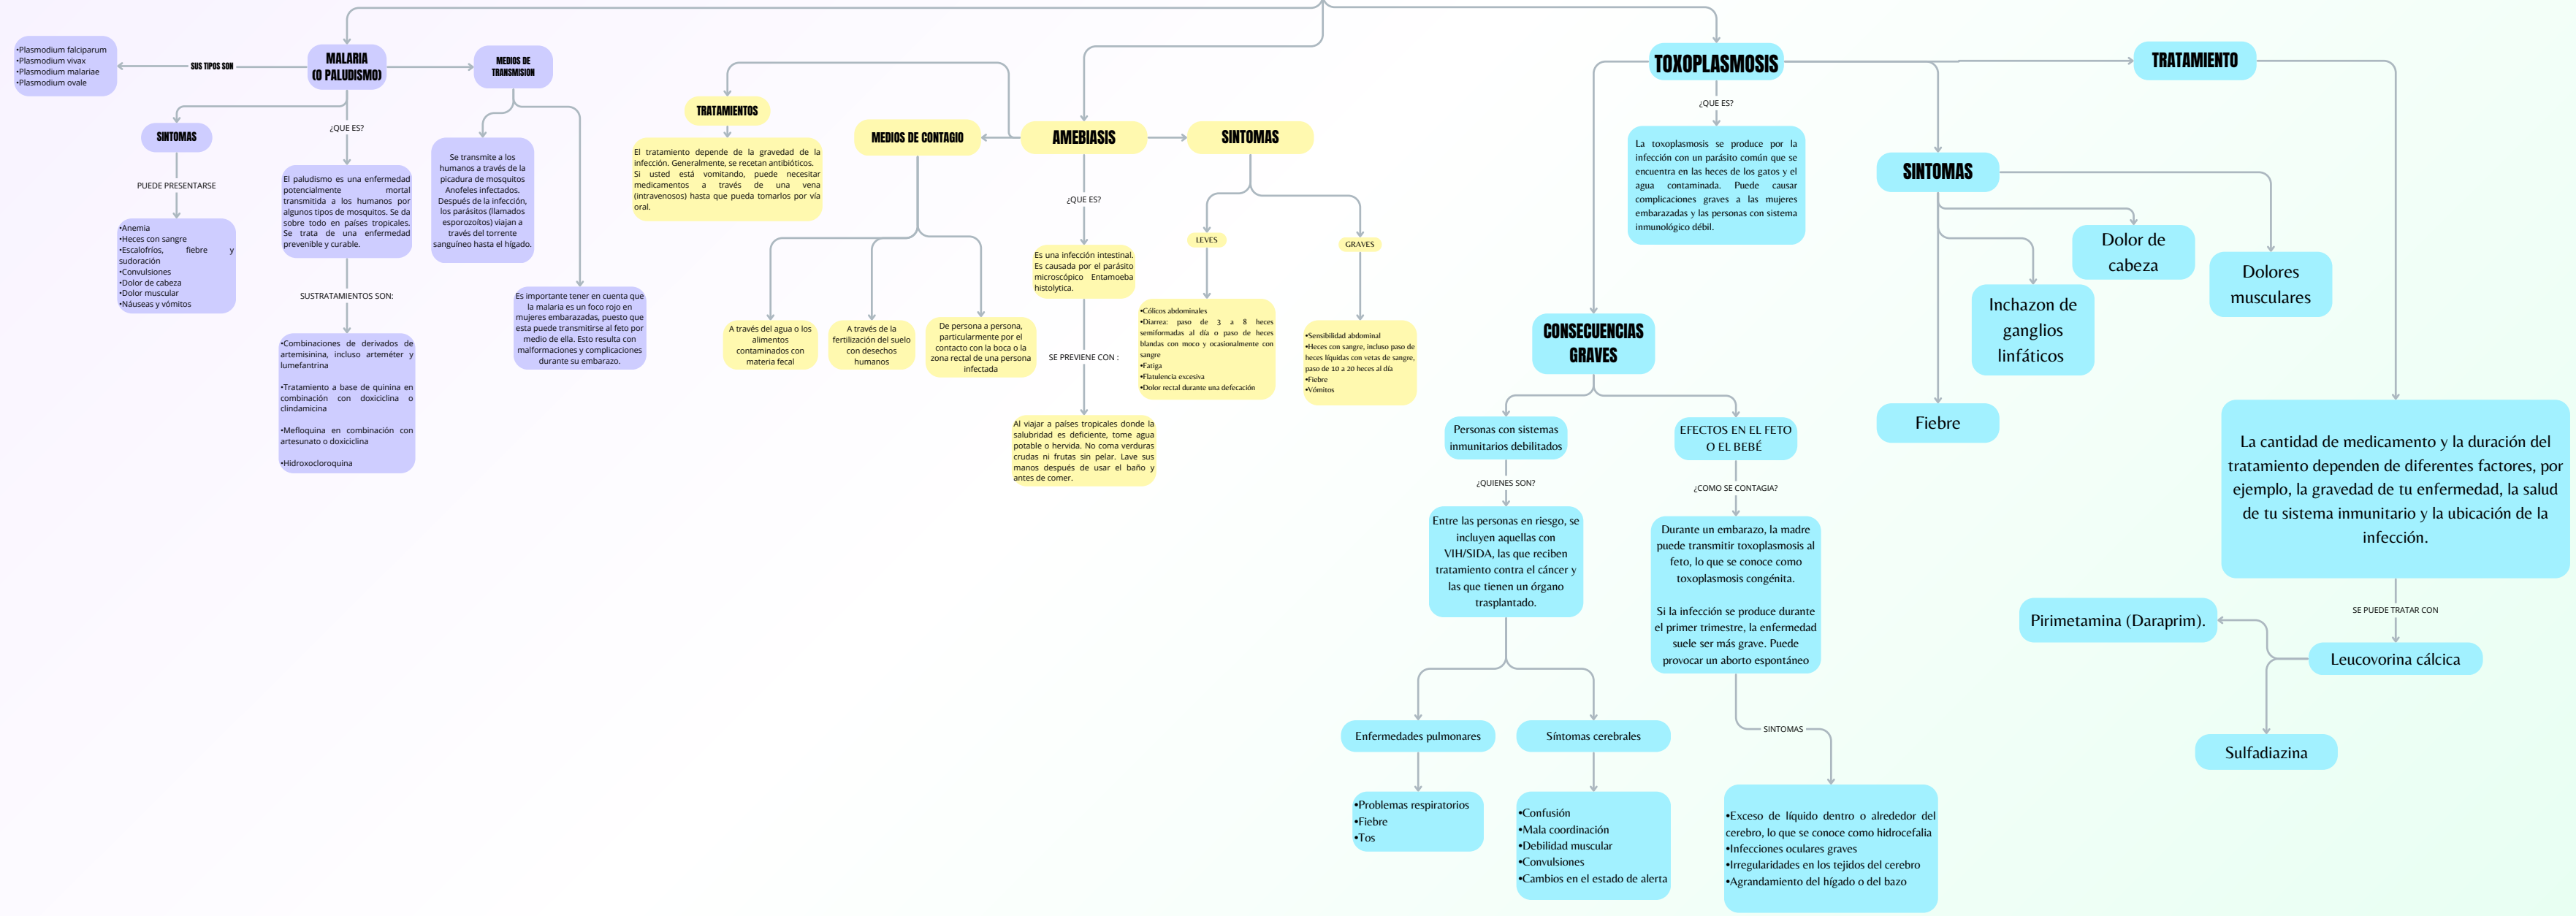 •Plasmodium falciparum
•Plasmodium vivax
•Plasmodium malariae
•Plasmodium ovale
SUS TIPOS SON
MALARIA
(O PALUDISMO)
MEDIOS DE
TRANSMISION
SINTOMAS
PUEDE PRESENTARSE
•Anemia
•Heces con sangre
•Escalofríos, fiebre y
sudoración
•Convulsiones
•Dolor de cabeza
•Dolor muscular
•Náuseas y vómitos
¿QUE ES?
El paludismo es una enfermedad
potencialmente mortal
transmitida a los humanos por
algunos tipos de mosquitos. Se da
sobre todo en países tropicales.
Se trata de una enfermedad
prevenible y curable.
SUSTRATAMIENTOS SON:
•Combinaciones de derivados de
artemisinina, incluso arteméter y
lumefantrina
•Tratamiento a base de quinina en
combinación con doxiciclina o
clindamicina
•Mefloquina en combinación con
artesunato o doxiciclina
•Hidroxocloroquina
Se transmite a los
humanos a través de la
picadura de mosquitos
Anofeles infectados.
Después de la infección,
los parásitos (llamados
esporozoítos) viajan a
través del torrente
sanguíneo hasta el hígado.
Es importante tener en cuenta que
la malaria es un foco rojo en
mujeres embarazadas, puesto que
esta puede transmitirse al feto por
medio de ella. Esto resulta con
malformaciones y complicaciones
durante su embarazo.
TRATAMIENTOS
El tratamiento depende de la gravedad de la
infección. Generalmente, se recetan antibióticos.
Si usted está vomitando, puede necesitar
medicamentos a través de una vena
(intravenosos) hasta que pueda tomarlos por vía
oral.
MEDIOS DE CONTAGIO
AMEBIASIS
SINTOMAS
A través del agua o los
alimentos
contaminados con
materia fecal
A través de la
fertilización del suelo
con desechos
humanos
De persona a persona,
particularmente por el
contacto con la boca o la
zona rectal de una persona
infectada
¿QUE ES?
Es una infección intestinal.
Es causada por el parásito
microscópico Entamoeba
histolytica.
SE PREVIENE CON :
Al viajar a países tropicales donde la
salubridad es deficiente, tome agua
potable o hervida. No coma verduras
crudas ni frutas sin pelar. Lave sus
manos después de usar el baño y
antes de comer.
LEVES
•Cólicos abdominales
•Diarrea: paso de 3 a 8 heces
semiformadas al día o paso de heces
blandas con moco y ocasionalmente con
sangre
•Fatiga
•Flatulencia excesiva
•Dolor rectal durante una defecación
GRAVES
•Sensibilidad abdominal
•Heces con sangre, incluso paso de
heces líquidas con vetas de sangre,
paso de 10 a 20 heces al día
•Fiebre
•Vómitos
TOXOPLASMOSIS
¿QUE ES?
La toxoplasmosis se produce por la
infección con un parásito común que se
encuentra en las heces de los gatos y el
agua contaminada. Puede causar
complicaciones graves a las mujeres
embarazadas y las personas con sistema
inmunológico débil.
CONSECUENCIAS
GRAVES
Personas con sistemas
inmunitarios debilitados
¿QUIENES SON?
Entre las personas en riesgo, se
incluyen aquellas con
VIH/SIDA, las que reciben
tratamiento contra el cáncer y
las que tienen un órgano
trasplantado.
Enfermedades pulmonares
•Problemas respiratorios
•Fiebre
•Tos
Síntomas cerebrales
•Confusión
•Mala coordinación
•Debilidad muscular
•Convulsiones
•Cambios en el estado de alerta
EFECTOS EN EL FETO
O EL BEBÉ
¿COMO SE CONTAGIA?
Durante un embarazo, la madre
puede transmitir toxoplasmosis al
feto, lo que se conoce como
toxoplasmosis congénita.
Si la infección se produce durante
el primer trimestre, la enfermedad
suele ser más grave. Puede
provocar un aborto espontáneo
SINTOMAS
•Exceso de líquido dentro o alrededor del
cerebro, lo que se conoce como hidrocefalia
•Infecciones oculares graves
•Irregularidades en los tejidos del cerebro
•Agrandamiento del hígado o del bazo
SINTOMAS
Fiebre
Inchazon de
ganglios
linfáticos
Dolor de
cabeza
Dolores
musculares
TRATAMIENTO
La cantidad de medicamento y la duración del
tratamiento dependen de diferentes factores, por
ejemplo, la gravedad de tu enfermedad, la salud
de tu sistema inmunitario y la ubicación de la
infección.
SE PUEDE TRATAR CON
Pirimetamina (Daraprim).
Leucovorina cálcica
Sulfadiazina